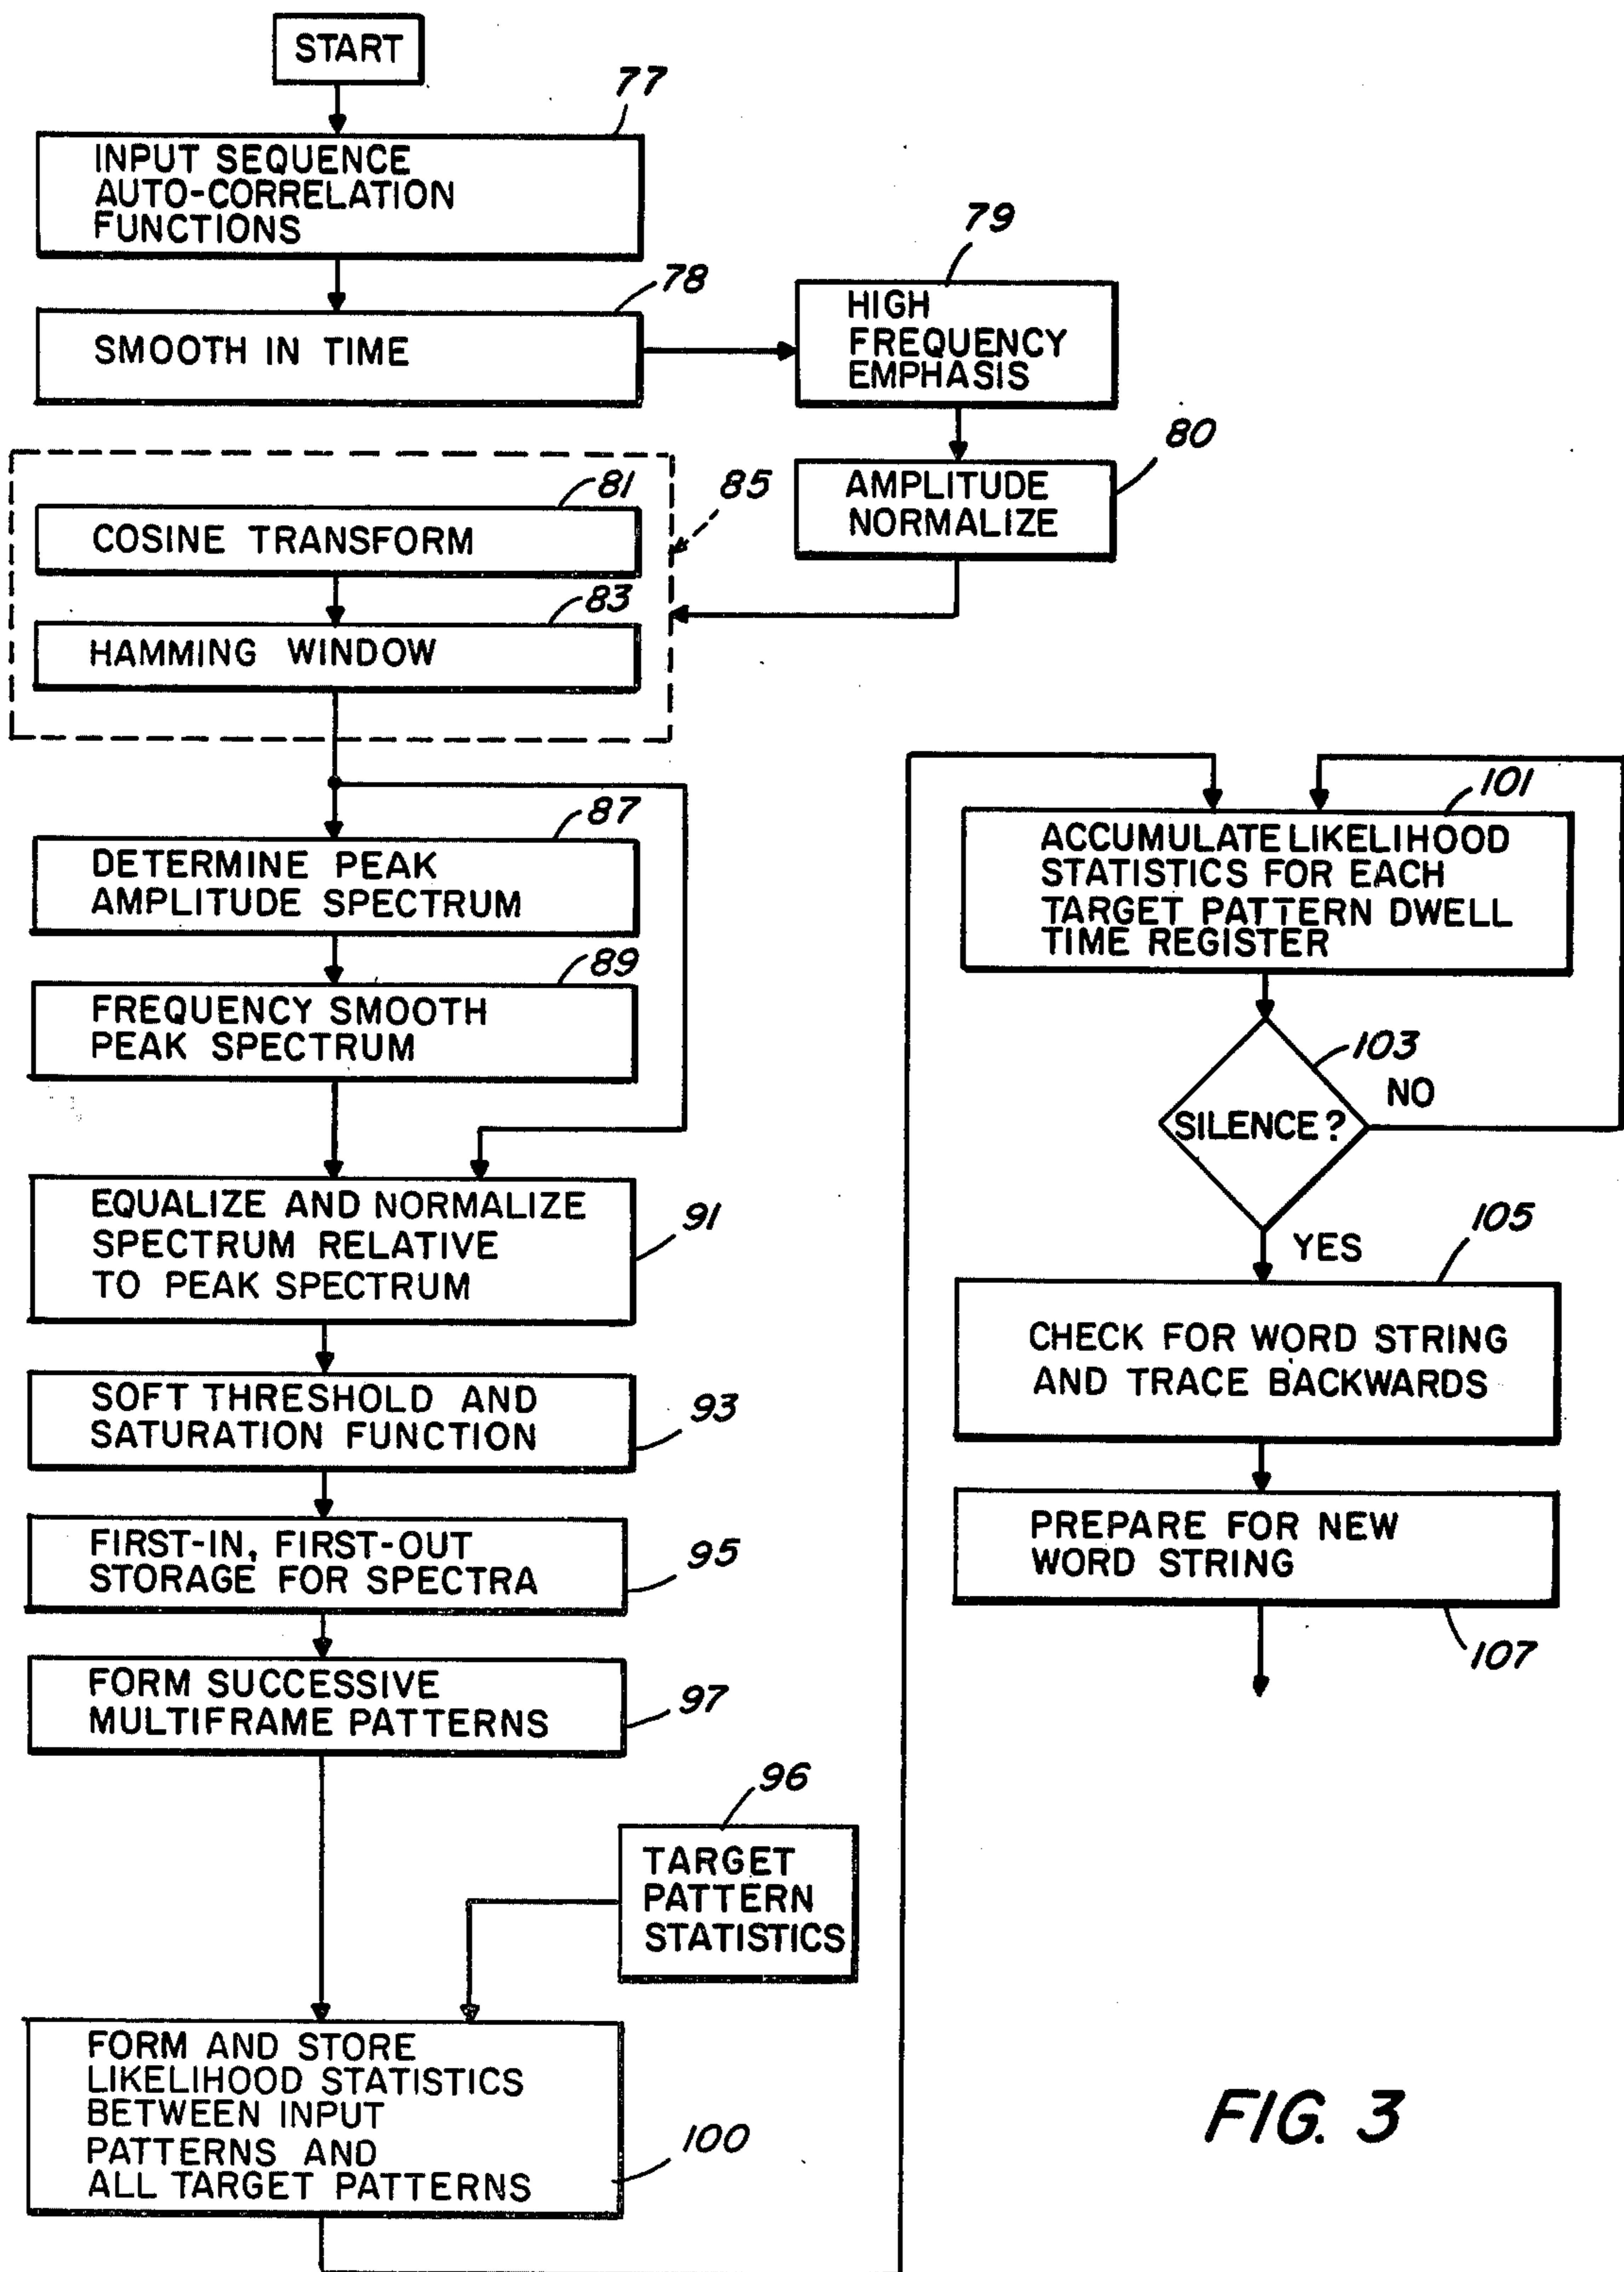 START
77
INPUT SEQUENCE
AUTO-CORRELATION
FUNCTIONS
78
SMOOTH IN TIME
79
HIGH
FREQUENCY
EMPHASIS
80
AMPLITUDE
NORMALIZE
85
81
COSINE TRANSFORM
83
HAMMING WINDOW
87
DETERMINE PEAK
AMPLITUDE SPECTRUM
89
FREQUENCY SMOOTH
PEAK SPECTRUM
EQUALIZE AND NORMALIZE
SPECTRUM RELATIVE
TO PEAK SPECTRUM
91
SOFT THRESHOLD AND
SATURATION FUNCTION
93
FIRST-IN, FIRST-OUT
STORAGE FOR SPECTRA
95
FORM SUCCESSIVE
MULTIFRAME PATTERNS
97
96
TARGET
PATTERN
STATISTICS
FORM AND STORE
LIKELIHOOD STATISTICS
BETWEEN INPUT
PATTERNS AND
ALL TARGET PATTERNS
100
101
ACCUMULATE LIKELIHOOD
STATISTICS FOR EACH
TARGET PATTERN DWELL
TIME REGISTER
103
SILENCE?
NO
YES
105
CHECK FOR WORD STRING
AND TRACE BACKWARDS
PREPARE FOR NEW
WORD STRING
107
FIG. 3